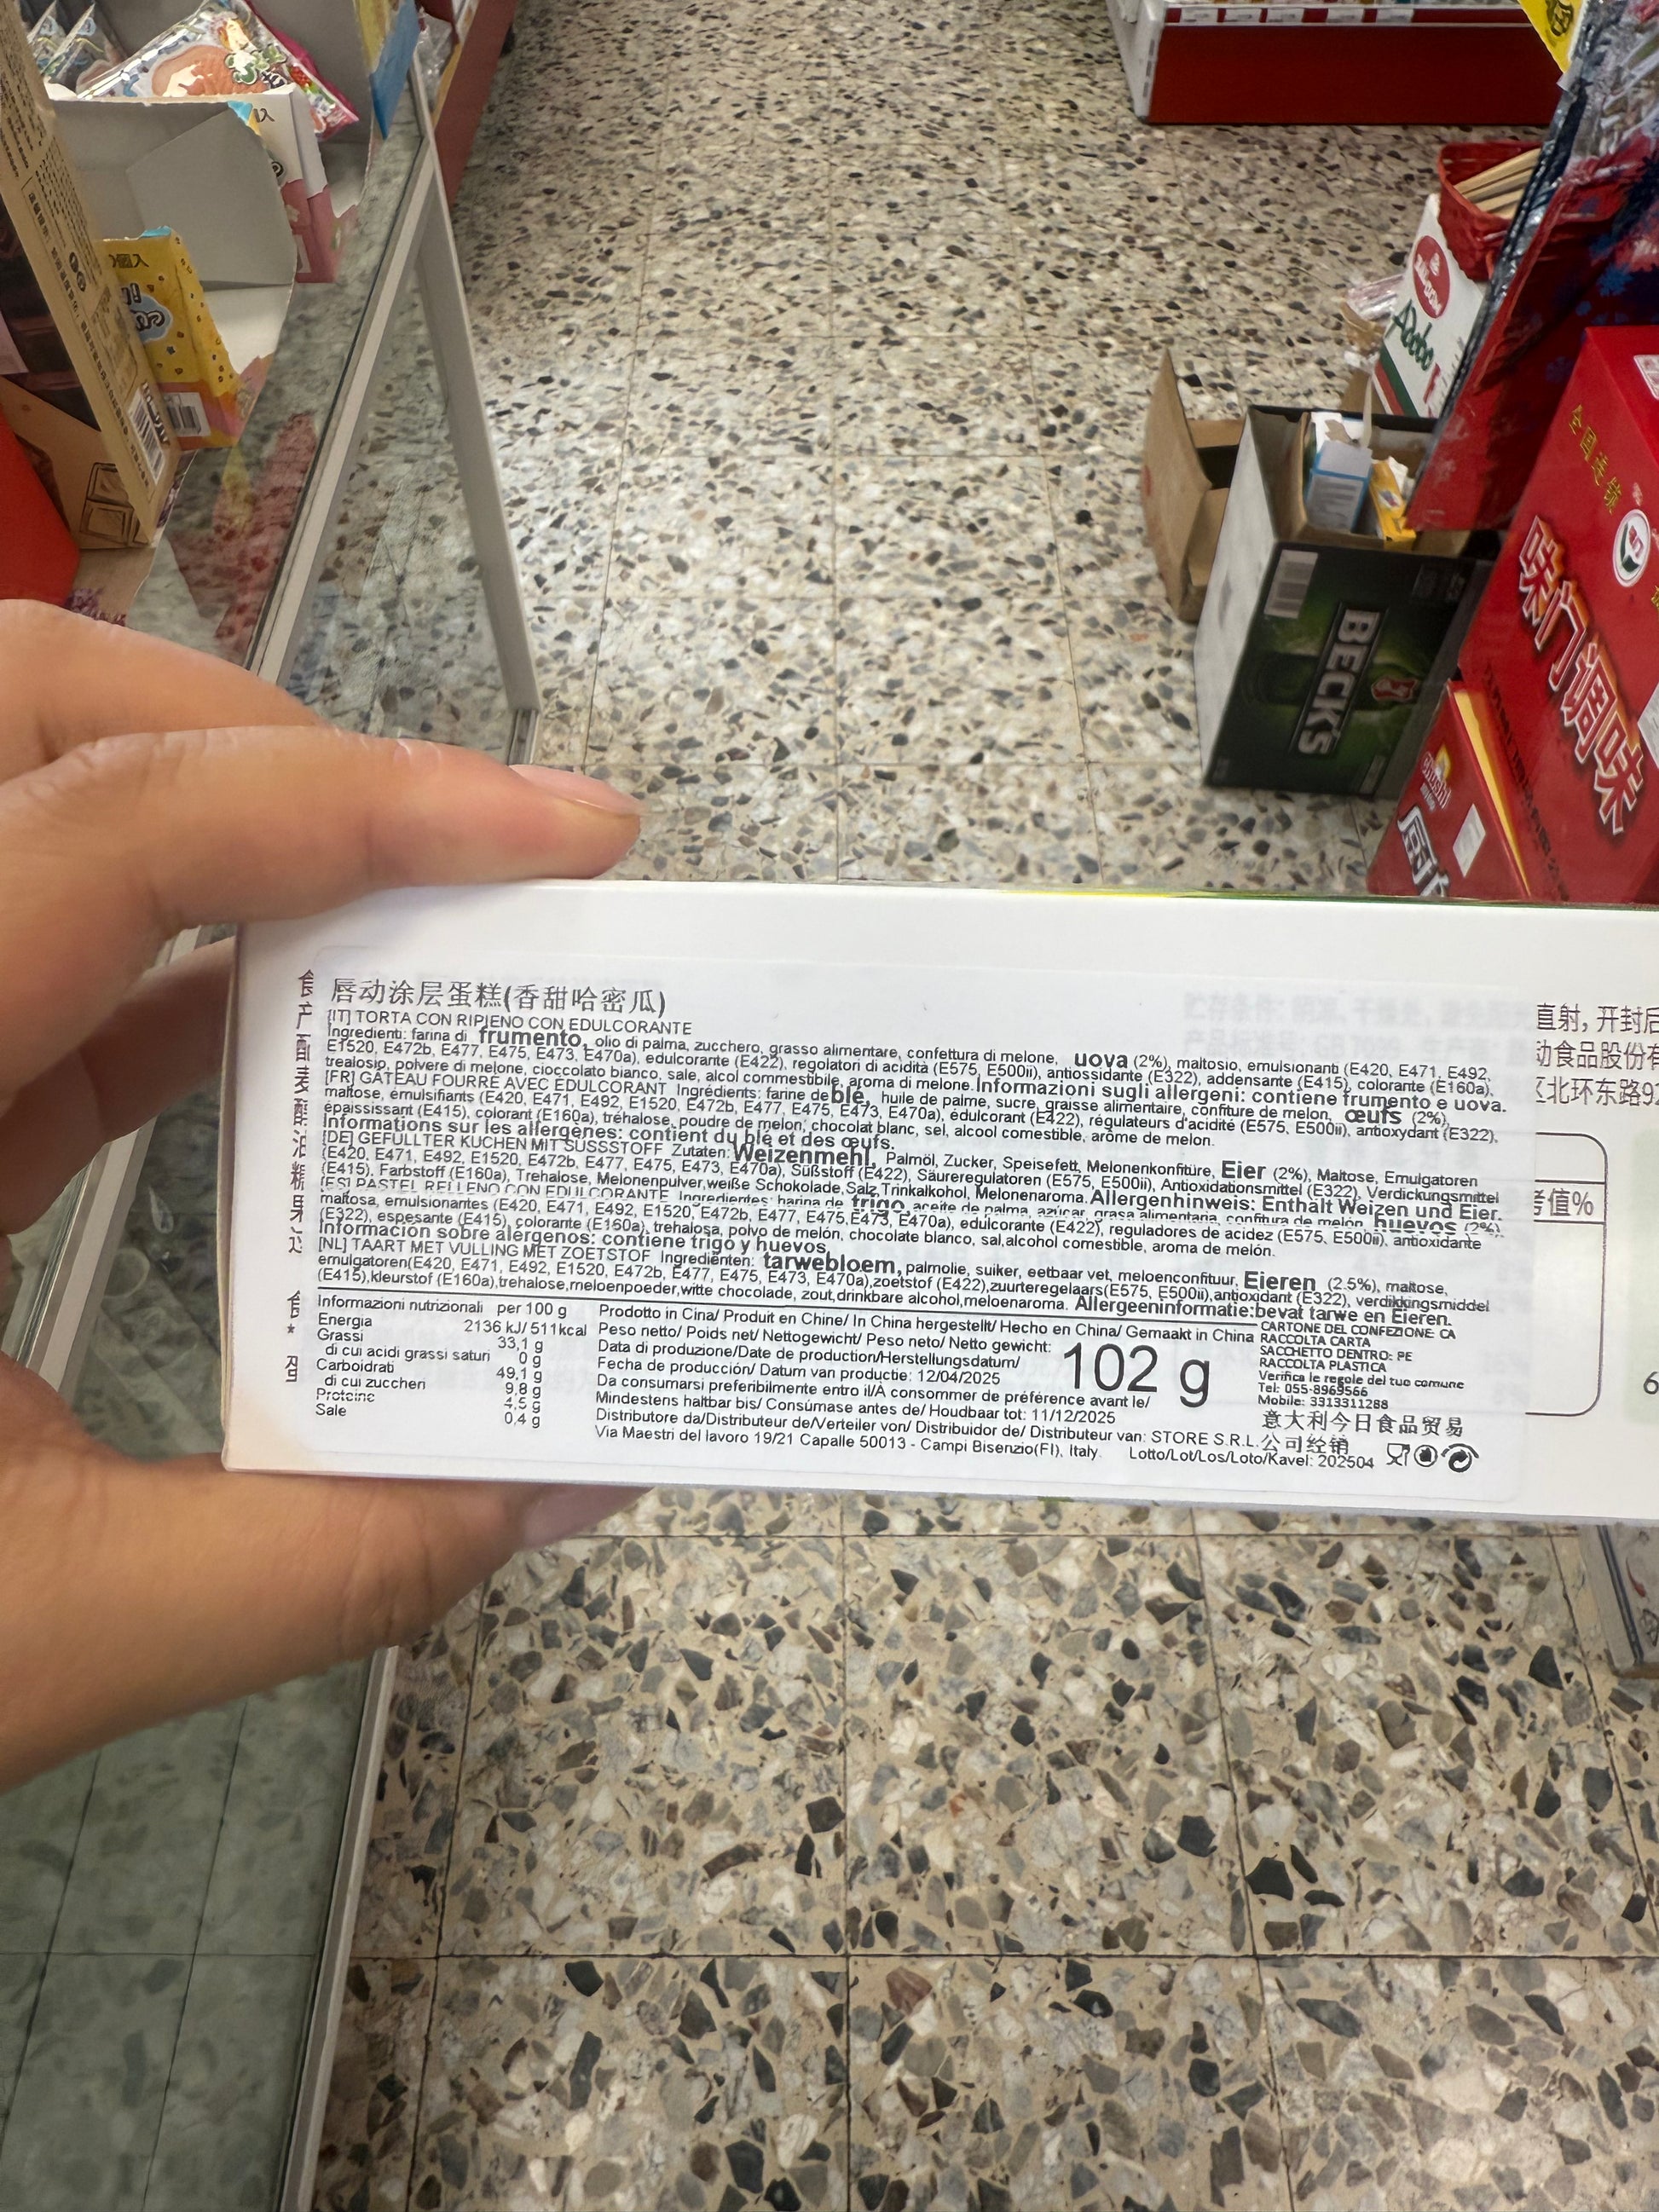 入
0個入
Adobo
BECK'S
全国连锁
味门调味
直射，开封后
动食品股份有
区北环东路92
考值%
6
唇动涂层蛋糕(香甜哈密瓜)
[IT] TORTA CON RIPIENO CON EDULCORANTE
Ingredienti: farina di frumento, olio di palma, zucchero, grasso alimentare, confettura di melone, uova (2%), maltosio, emulsionanti (E420, E471, E492,
E1520, E472b, E477, E475, E473, E470a), edulcorante (E422), regolatori di acidità (E575, E500ii), antiossidante (E322), addensante (E415), colorante (E160a),
trealosio, polvere di melone, cioccolato bianco, sale, alcol commestibile, aroma di melone. Informazioni sugli allergeni: contiene frumento e uova.
[FR] GÂTEAU FOURRÉ AVEC ÉDULCORANT Ingrédients: farine de blé, huile de palme, sucre, graisse alimentaire, confiture de melon, œufs (2%),
maltose, émulsifiants (E420, E471, E492, E1520, E472b, E477, E475, E473, E470a), édulcorant (E422), régulateurs d'acidité (E575, E500ii), antioxydant (E322),
épaississant (E415), colorant (E160a), tréhalose, poudre de melon, chocolat blanc, sel, alcool comestible, arôme de melon.
Informations sur les allergènes: contient du blé et des œufs.
[DE] GEFÜLLTER KUCHEN MIT SÜSSSTOFF Zutaten: Weizenmehl, Palmöl, Zucker, Speisefett, Melonenkonfitüre, Eier (2%), Maltose, Emulgatoren
(E420, E471, E492, E1520, E472b, E477, E475, E473, E470a), Süßstoff (E422), Säureregulatoren (E575, E500ii), Antioxidationsmittel (E322), Verdickungsmittel
(E415), Farbstoff (E160a), Trehalose, Melonenpulver,weiße Schokolade,Salz,Trinkalkohol, Melonenaroma. Allergenhinweis: Enthält Weizen und Eier.
[ES] PASTEL RELLENO CON EDULCORANTE Ingredientes: harina de trigo, aceite de palma, azúcar, grasa alimentaria, confitura de melón, huevos (2%),
maltosa, emulsionantes (E420, E471, E492, E1520, E472b, E477, E475,E473, E470a), edulcorante (E422), reguladores de acidez (E575, E500ii), antioxidante
(E322), espesante (E415), colorante (E160a), trehalosa, polvo de melón, chocolate blanco, sal,alcohol comestible, aroma de melón.
Información sobre alérgenos: contiene trigo y huevos.
[NL] TAART MET VULLING MET ZOETSTOF Ingrediënten: tarwebloem, palmolie, suiker, eetbaar vet, meloenconfituur, Eieren (2.5%), maltose,
emulgatoren(E420, E471, E492, E1520, E472b, E477, E475, E473, E470a),zoetstof (E422),zuurteregelaars(E575, E500ii),antioxidant (E322), verdikkingsmiddel
(E415),kleurstof (E160a),trehalose,meloenpoeder,witte chocolade, zout,drinkbare alcohol,meloenaroma. Allergeeninformatie:bevat tarwe en Eieren.
Informazioni nutrizionali per 100 g
Energia 2136 kJ/ 511kcal
Grassi 33,1 g
di cui acidi grassi saturi 0 g
Carboidrati 49,1 g
di cui zuccheri 9,8 g
Proteine 4,5 g
Sale 0,4 g
Prodotto in Cina/ Produit en Chine/ In China hergestellt/ Hecho en China/ Gemaakt in China
Peso netto/ Poids net/ Nettogewicht/ Peso neto/ Netto gewicht: 102 g
Data di produzione/Date de production/Herstellungsdatum/
Fecha de producción/ Datum van productie: 12/04/2025
Da consumarsi preferibilmente entro il/À consommer de préférence avant le/
Mindestens haltbar bis/ Consúmase antes de/ Houdbaar tot: 11/12/2025
Distributore da/Distributeur de/Verteiler von/ Distribuidor de/ Distributeur van: STORE S.R.L.
Via Maestri del lavoro 19/21 Capalle 50013 - Campi Bisenzio(FI), Italy. Lotto/Lot/Los/Loto/Kavel: 202504
CARTONE DEL CONFEZIONE: CA
RACCOLTA CARTA
SACCHETTO DENTRO: PE
RACCOLTA PLASTICA
Verifica le regole del tuo comune
Tel: 055-8969566
Mobile: 3313311288
意大利今日食品贸易
公司经销